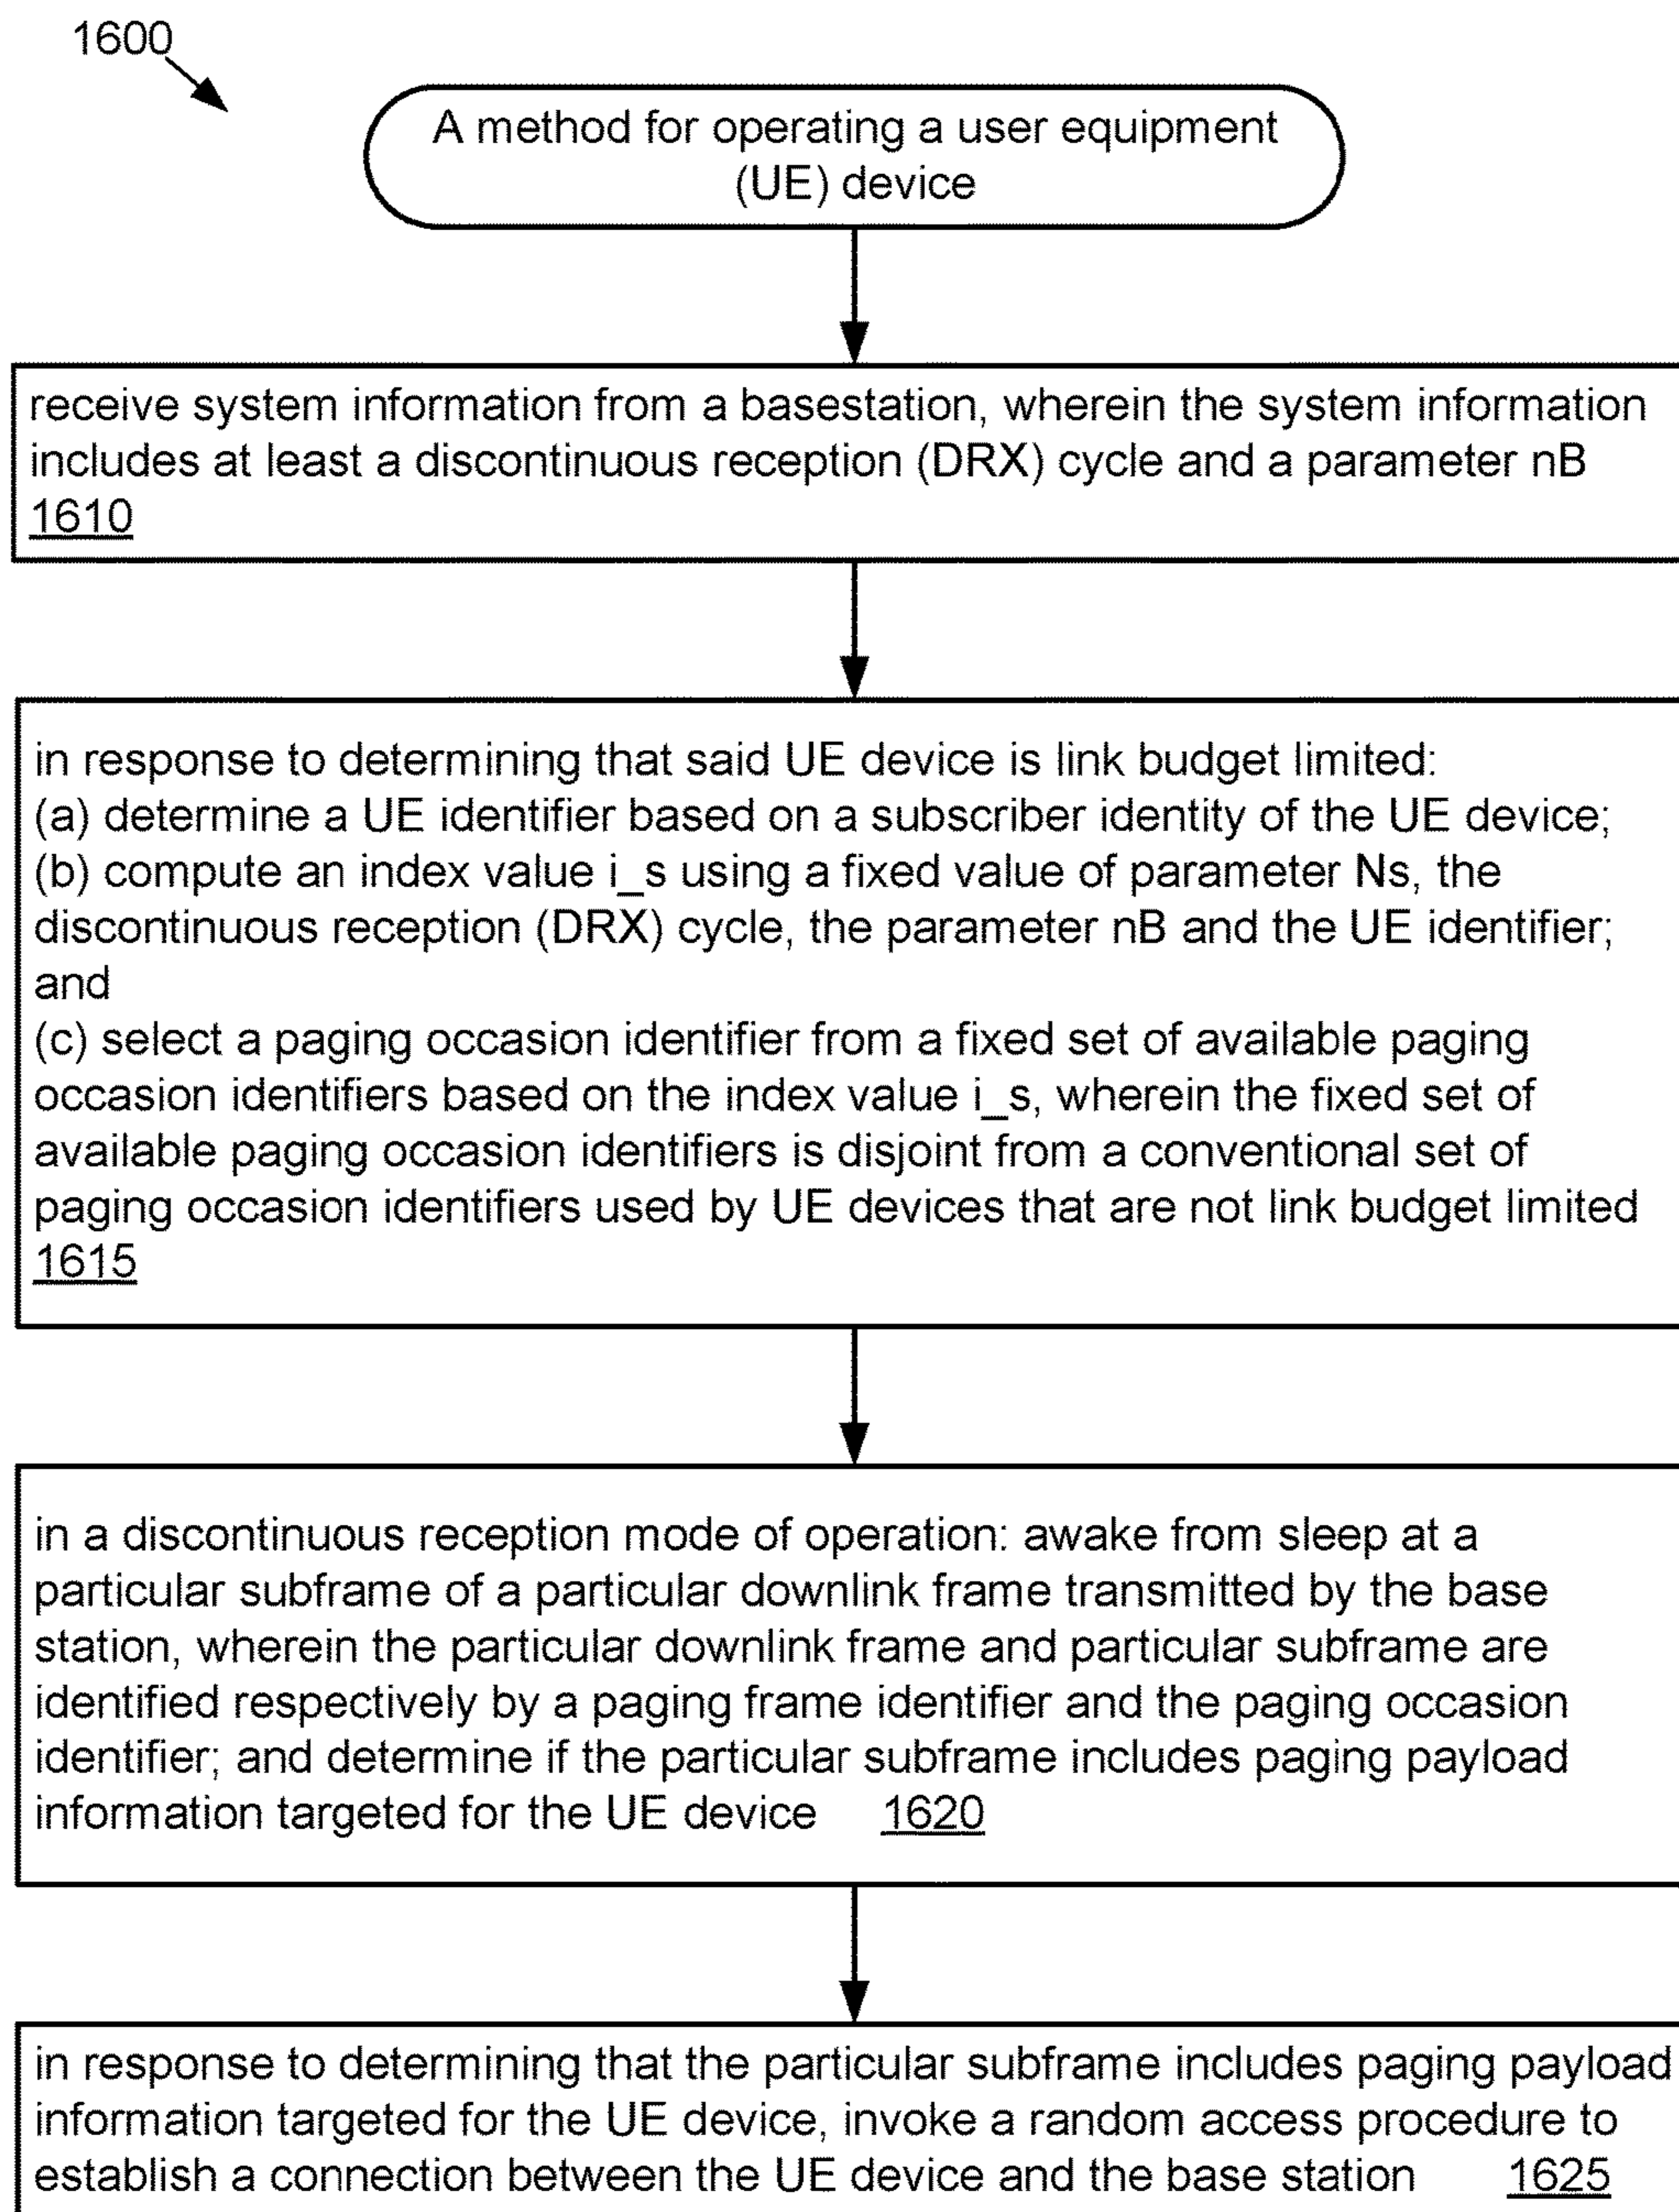 1600
A method for operating a user equipment
(UE) device
receive system information from a basestation, wherein the system information
includes at least a discontinuous reception (DRX) cycle and a parameter nB
1610
in response to determining that said UE device is link budget limited:
(a) determine a UE identifier based on a subscriber identity of the UE device;
(b) compute an index value i_s using a fixed value of parameter Ns, the
discontinuous reception (DRX) cycle, the parameter nB and the UE identifier;
and
(c) select a paging occasion identifier from a fixed set of available paging
occasion identifiers based on the index value i_s, wherein the fixed set of
available paging occasion identifiers is disjoint from a conventional set of
paging occasion identifiers used by UE devices that are not link budget limited
1615
in a discontinuous reception mode of operation: awake from sleep at a
particular subframe of a particular downlink frame transmitted by the base
station, wherein the particular downlink frame and particular subframe are
identified respectively by a paging frame identifier and the paging occasion
identifier; and determine if the particular subframe includes paging payload
information targeted for the UE device 1620
in response to determining that the particular subframe includes paging payload
information targeted for the UE device, invoke a random access procedure to
establish a connection between the UE device and the base station 1625